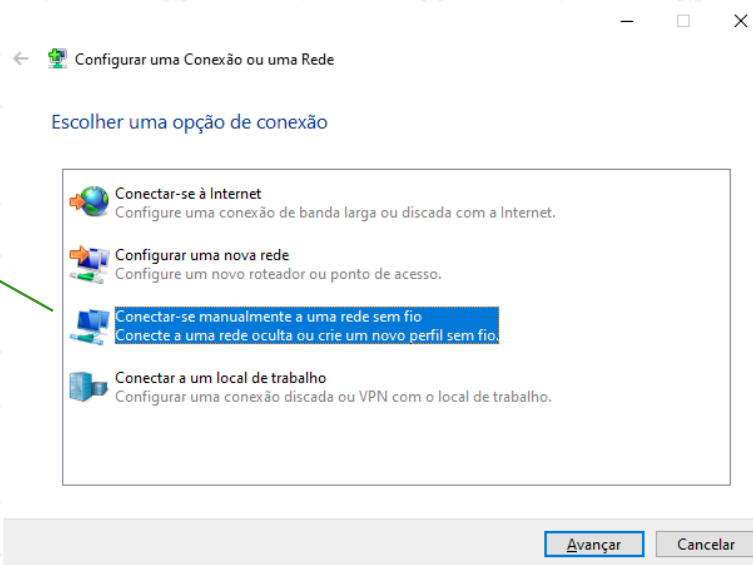 Configurar uma Conexão ou uma Rede
Escolher uma opção de conexão
Conectar-se à Internet
Configure uma conexão de banda larga ou discada com a Internet.
Configurar uma nova rede
Configure um novo roteador ou ponto de acesso.
Conectar-se manualmente a uma rede sem fio
Conecte a uma rede oculta ou crie um novo perfil sem fio.
Conectar a um local de trabalho
Configurar uma conexão discada ou VPN com o local de trabalho.
Avançar
Cancelar